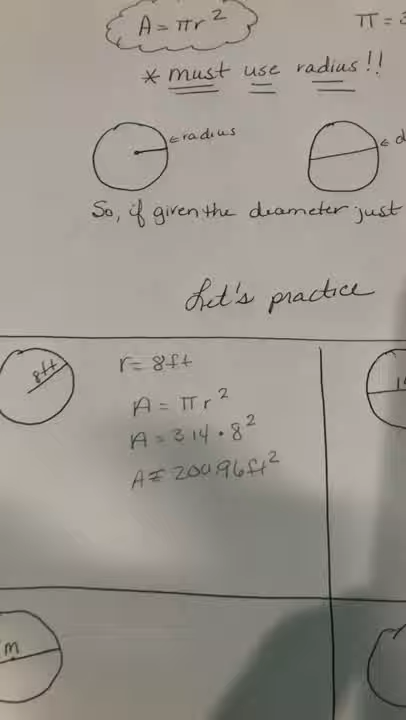 A = πr²
π = 3
* must use radius!!
←radius
←d
So, if given the diameter just
Let's practice
8ft
r = 8ft
A = πr²
A = 3.14 · 8²
A = 200.96ft²
m